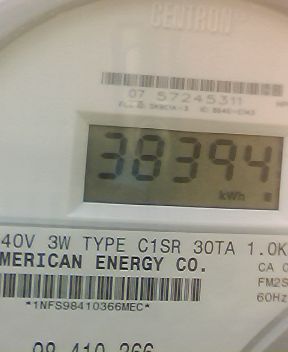 CENTRON
07 57245311
38394
kWh
40V 3W TYPE C1SR 30TA 1.0K
MERICAN ENERGY CO.
CA 0
FM2S
60Hz
*1NFS98410366MEC*
98 410 366